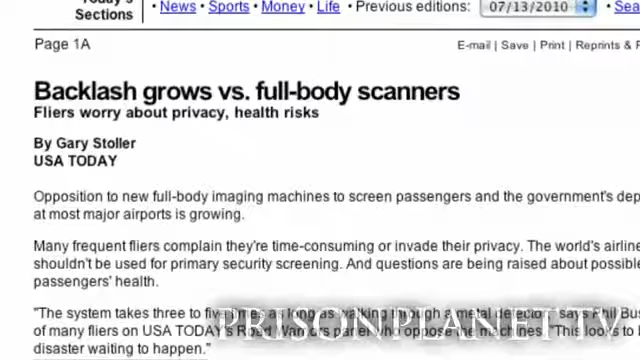 Today's
Sections
• News • Sports • Money • Life • Previous editions: 07/13/2010
Page 1A
E-mail | Save | Print | Reprints &
Backlash grows vs. full-body scanners
Fliers worry about privacy, health risks
By Gary Stoller
USA TODAY
Opposition to new full-body imaging machines to screen passengers and the government's
at most major airports is growing.
Many frequent fliers complain they're time-consuming or invade their privacy. The world's
shouldn't be used for primary security screening. And questions are being raised about
passengers' health.
"The system takes three to five times as long as walking through a metal detector," says Phil
of many fliers on USA TODAY's Road Warriors panel who oppose the machines. "This looks to
disaster waiting to happen."
PRISONPLANET.TV